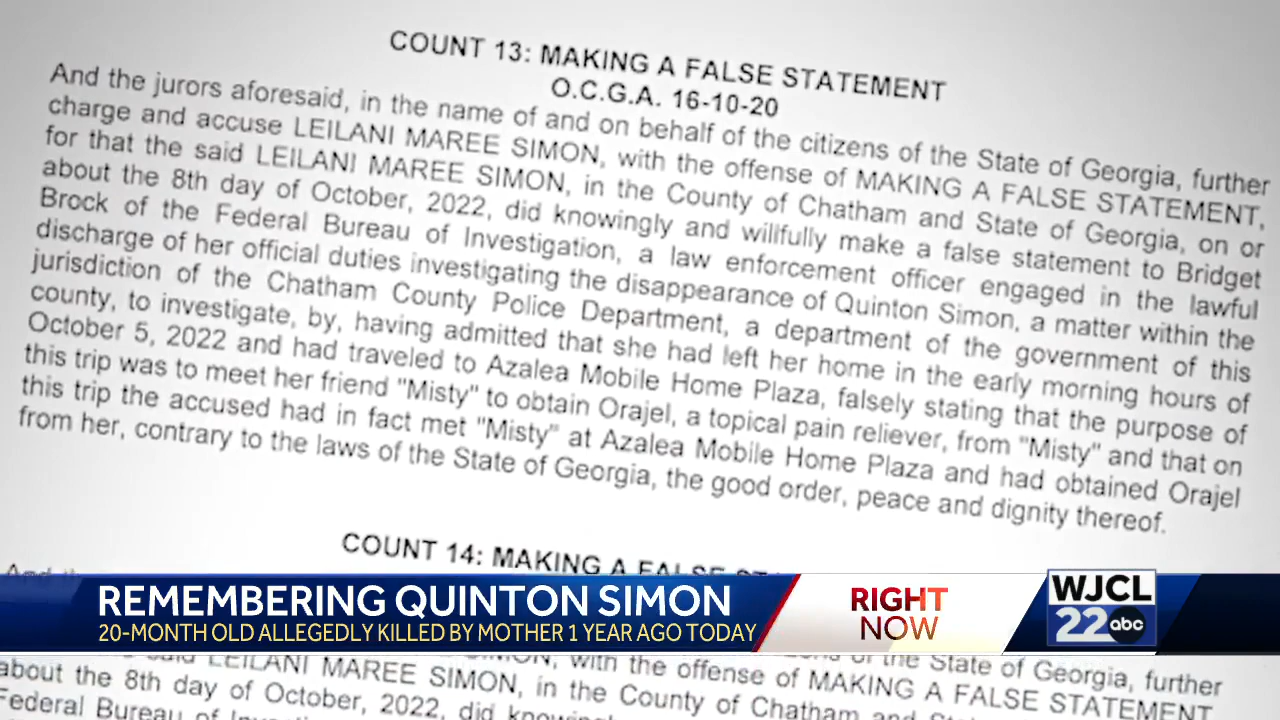 COUNT 13: MAKING A FALSE STATEMENT
O.C.G.A. 16-10-20
And the jurors aforesaid, in the name of and on behalf of the citizens of the State of Georgia, further
charge and accuse LEILANI MAREE SIMON, with the offense of MAKING A FALSE STATEMENT,
for that the said LEILANI MAREE SIMON, in the County of Chatham and State of Georgia, on or
about the 8th day of October, 2022, did knowingly and willfully make a false statement to Bridget
Brock of the Federal Bureau of Investigation, a law enforcement officer engaged in the lawful
discharge of her official duties investigating the disappearance of Quinton Simon, a matter within the
jurisdiction of the Chatham County Police Department, a department of the government of this
county, to investigate, by, having admitted that she had left her home in the early morning hours of
October 5, 2022 and had traveled to Azalea Mobile Home Plaza, falsely stating that the purpose of
this trip was to meet her friend "Misty" to obtain Orajel, a topical pain reliever, from "Misty" and that on
this trip the accused had in fact met "Misty" at Azalea Mobile Home Plaza and had obtained Orajel
from her, contrary to the laws of the State of Georgia, the good order, peace and dignity thereof.
COUNT 14: MAKING A FALSE
REMEMBERING QUINTON SIMON
20-MONTH OLD ALLEGEDLY KILLED BY MOTHER 1 YEAR AGO TODAY
RIGHT
NOW
WJCL
22 abc
said LEILANI MAREE SIMON, in the County of Chatham and State of Georgia, further
about the 8th day of October, 2022, did with the offense of MAKING A FALSE STATEMENT
Federal Bureau of